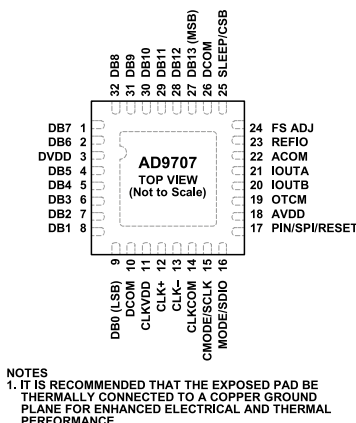 32 DB8
31 DB9
30 DB10
29 DB11
28 DB12
27 DB13 (MSB)
26 DCOM
25 SLEEP/CSB
DB7 1
DB6 2
DVDD 3
DB5 4
DB4 5
DB3 6
DB2 7
DB1 8
AD9707
TOP VIEW
(Not to Scale)
24 FS ADJ
23 REFIO
22 ACOM
21 IOUTA
20 IOUTB
19 OTCM
18 AVDD
17 PIN/SPI/RESET
DB0 (LSB) 9
DCOM 10
CLKVDD 11
CLK+ 12
CLK– 13
CLKCOM 14
CMODE/SCLK 15
MODE/SDIO 16
NOTES
1. IT IS RECOMMENDED THAT THE EXPOSED PAD BE
THERMALLY CONNECTED TO A COPPER GROUND
PLANE FOR ENHANCED ELECTRICAL AND THERMAL
PERFORMANCE